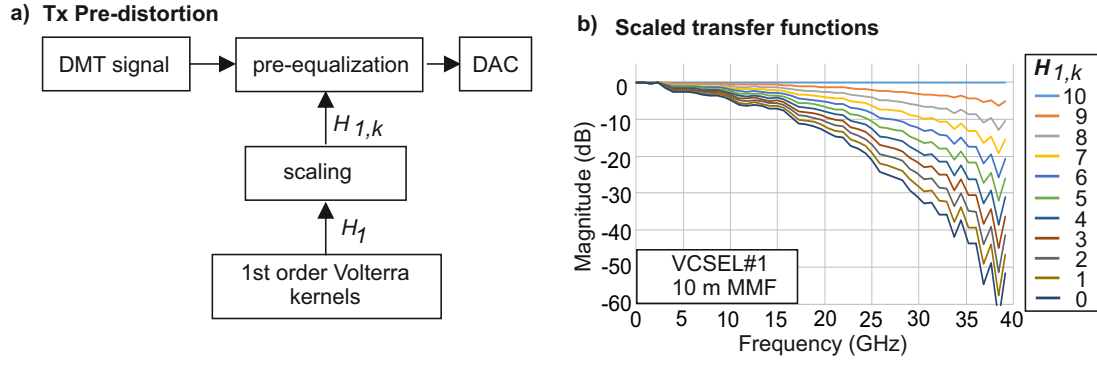 a) Tx Pre-distortion
DMT signal
pre-equalization
DAC
H 1,k
scaling
H1
1st order Volterra
kernels
b) Scaled transfer functions
Magnitude (dB)
0
-10
-20
-30
-40
-50
-60
VCSEL#1
10 m MMF
0 5 10 15 20 25 30 35 40
Frequency (GHz)
H1,k
10
9
8
7
6
5
4
3
2
1
0